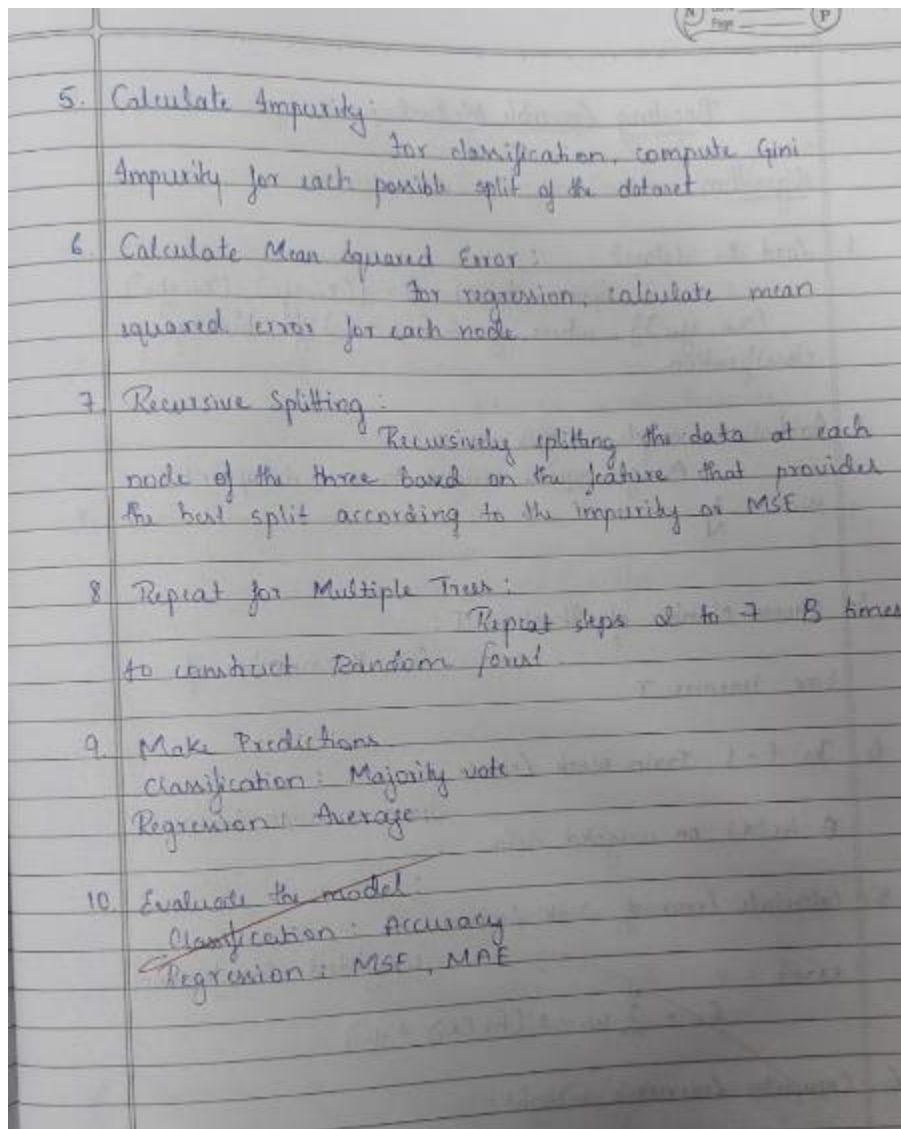 N
Page
P
5. Calculate Impurity:
For classification, compute Gini
Impurity for each possible split of the dataset
6. Calculate Mean Squared Error:
For regression, calculate mean
squared error for each node.
7. Recursive Splitting:
Recursively splitting the data at each
node of the three based on the feature that provides
the best split according to the impurity or MSE
8. Repeat for Multiple Trees:
Repeat steps 2 to 7 B times
to construct Random forest.
9. Make Predictions.
Classification: Majority vote
Regression: Average
10. Evaluate the model:
Classification: Accuracy
Regression: MSE, MAE